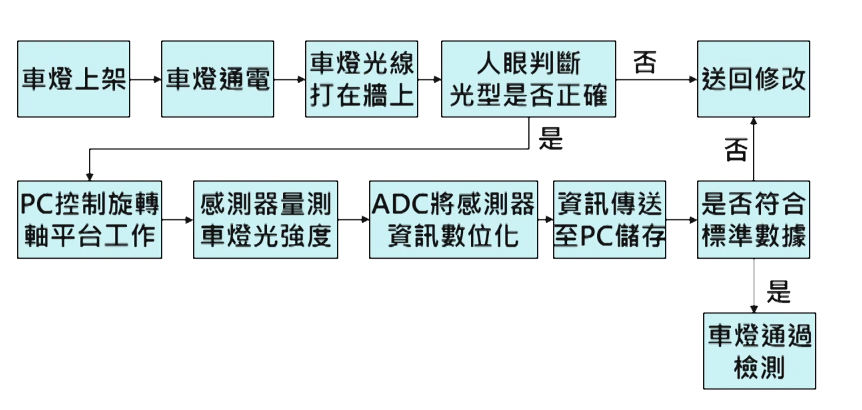 車燈上架
車燈通電
車燈光線
打在牆上
人眼判斷
光型是否正確
否
送回修改
是
否
PC控制旋轉
軸平台工作
感測器量測
車燈光強度
ADC將感測器
資訊數位化
資訊傳送
至PC儲存
是否符合
標準數據
是
車燈通過
檢測